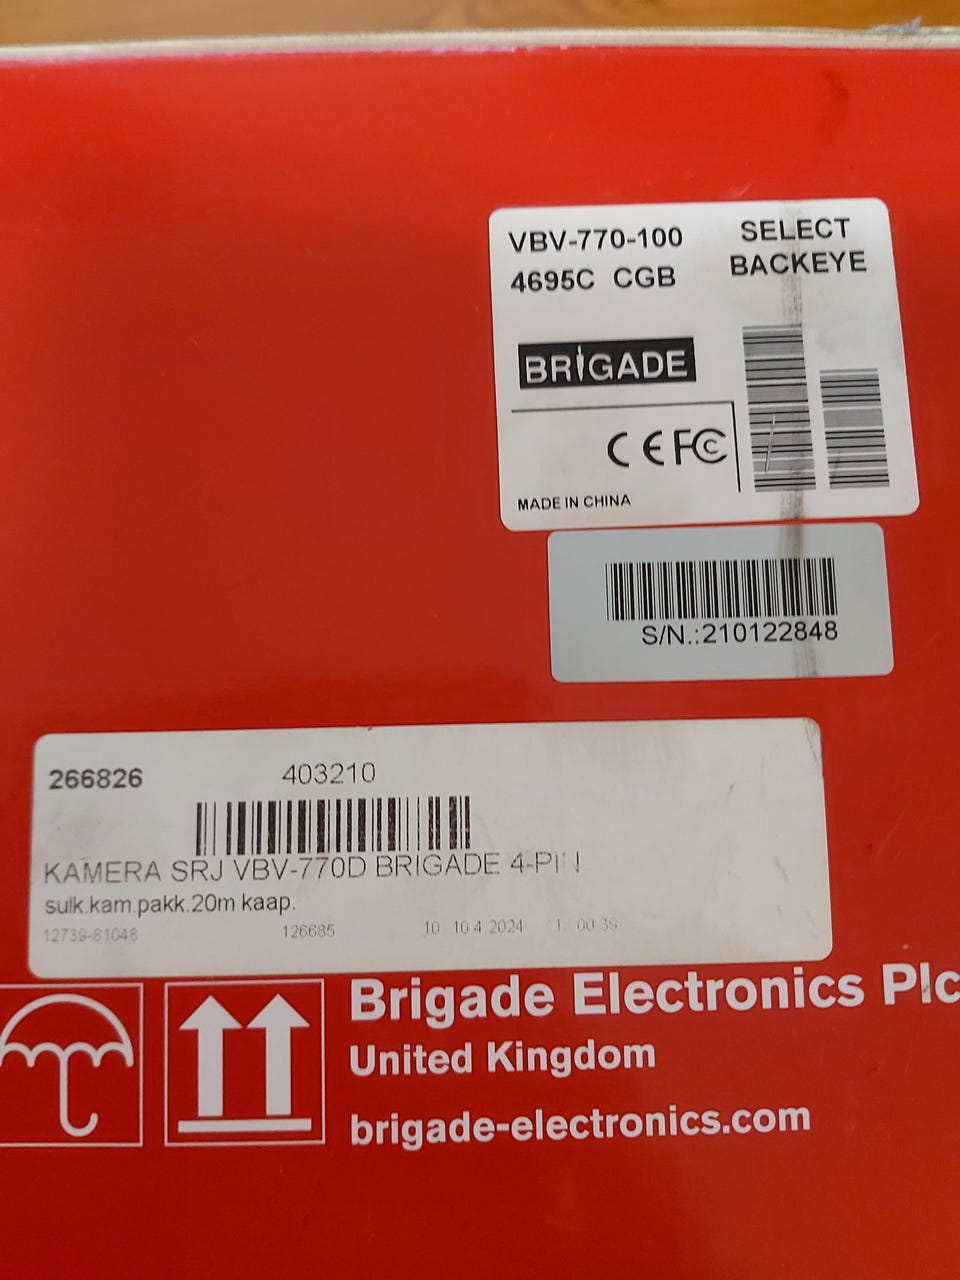 VBV-770-100
4695C CGB
SELECT
BACKEYE
BRIGADE
CE FC
MADE IN CHINA
S/N.:210122848
266826
403210
KAMERA SRJ VBV-770D BRIGADE 4-PIN
sulk.kam.pakk.20m kaap.
12739-81048 126685 10 10.4.2024
Brigade Electronics Plc
United Kingdom
brigade-electronics.com